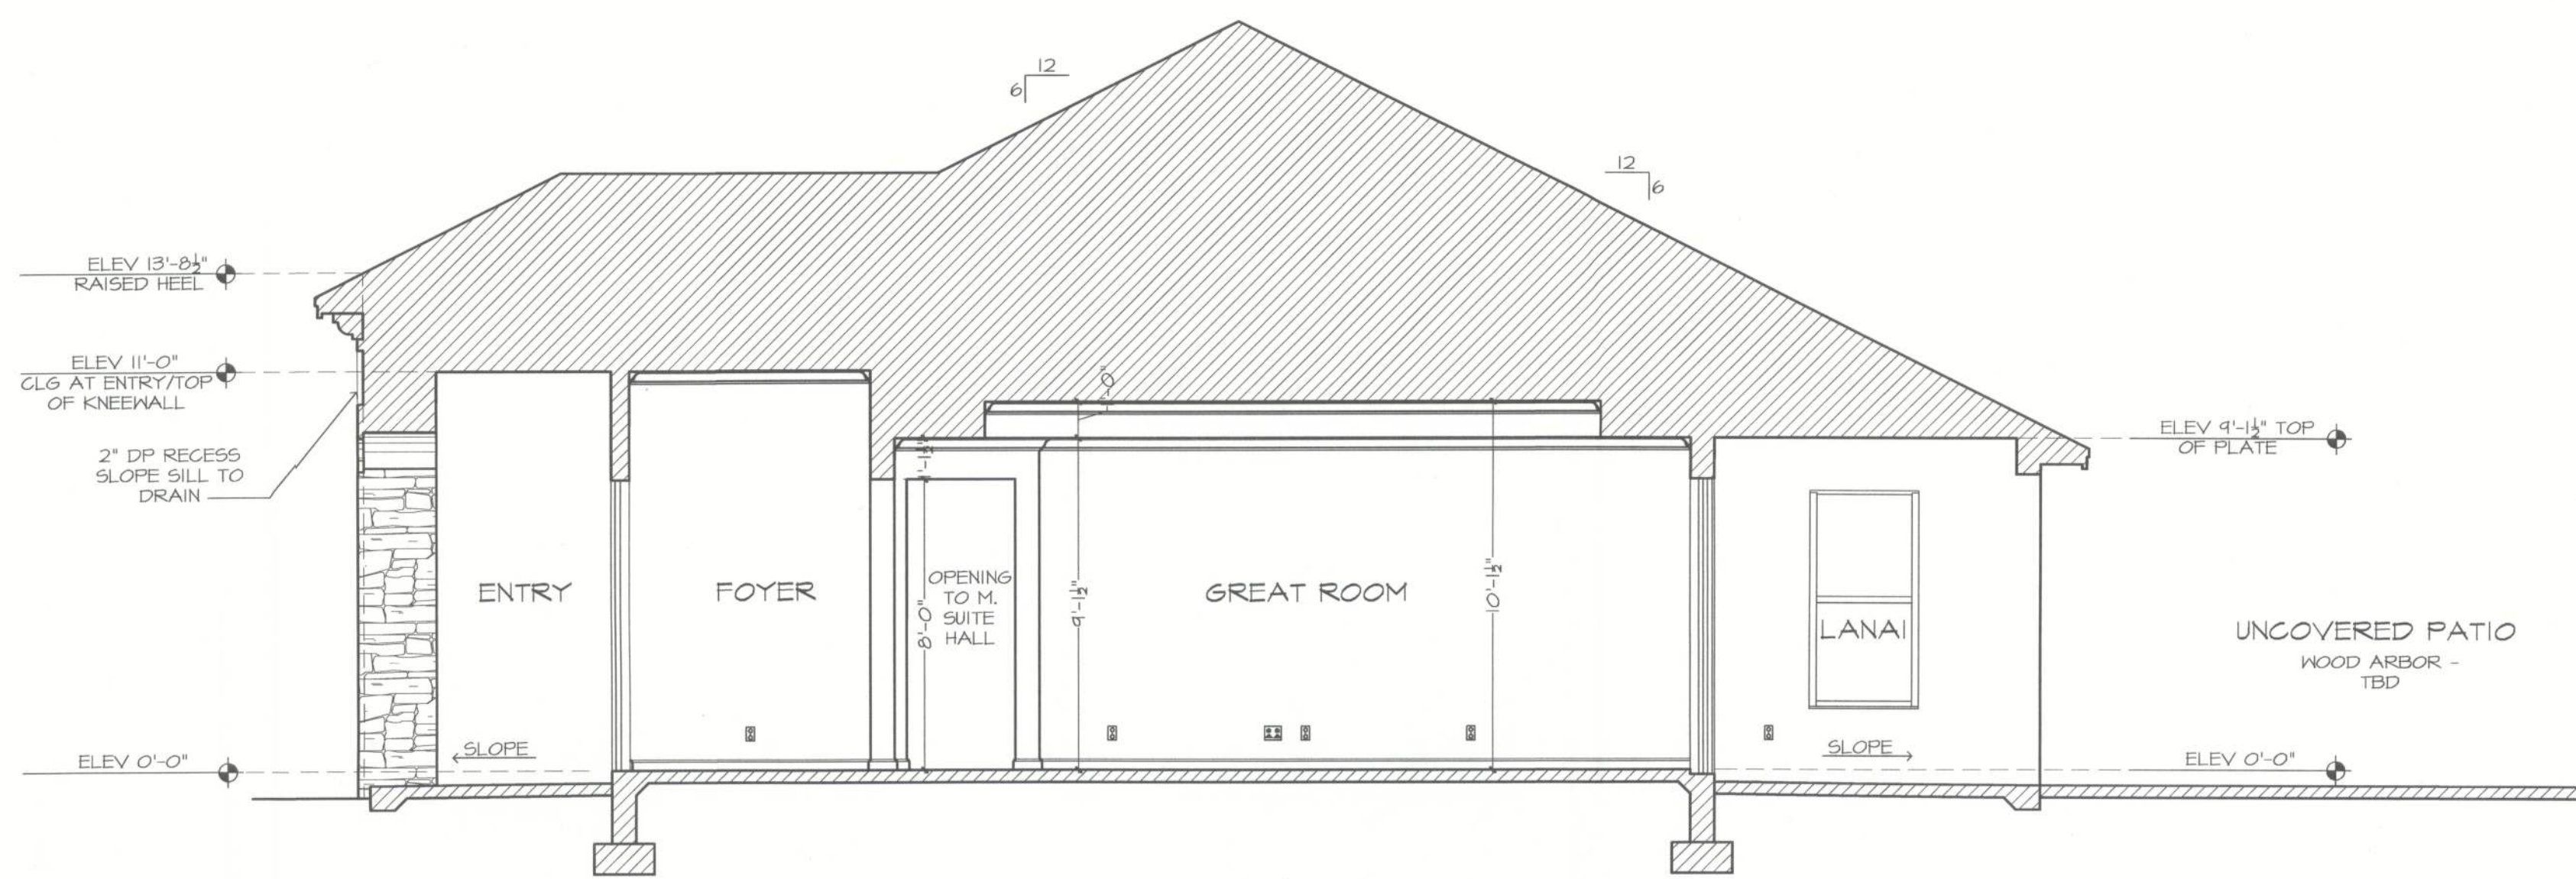 12
6
12
6
ELEV 13'-8½"
RAISED HEEL
ELEV 11'-0"
CLG AT ENTRY/TOP
OF KNEEWALL
2" DP RECESS
SLOPE SILL TO
DRAIN
ELEV 0'-0"
ENTRY
SLOPE
FOYER
OPENING
TO M.
SUITE
HALL
8'-0"
9'-1½"
GREAT ROOM
10'-1½"
LANAI
SLOPE
ELEV 9'-1½" TOP
OF PLATE
UNCOVERED PATIO
WOOD ARBOR -
TBD
ELEV 0'-0"